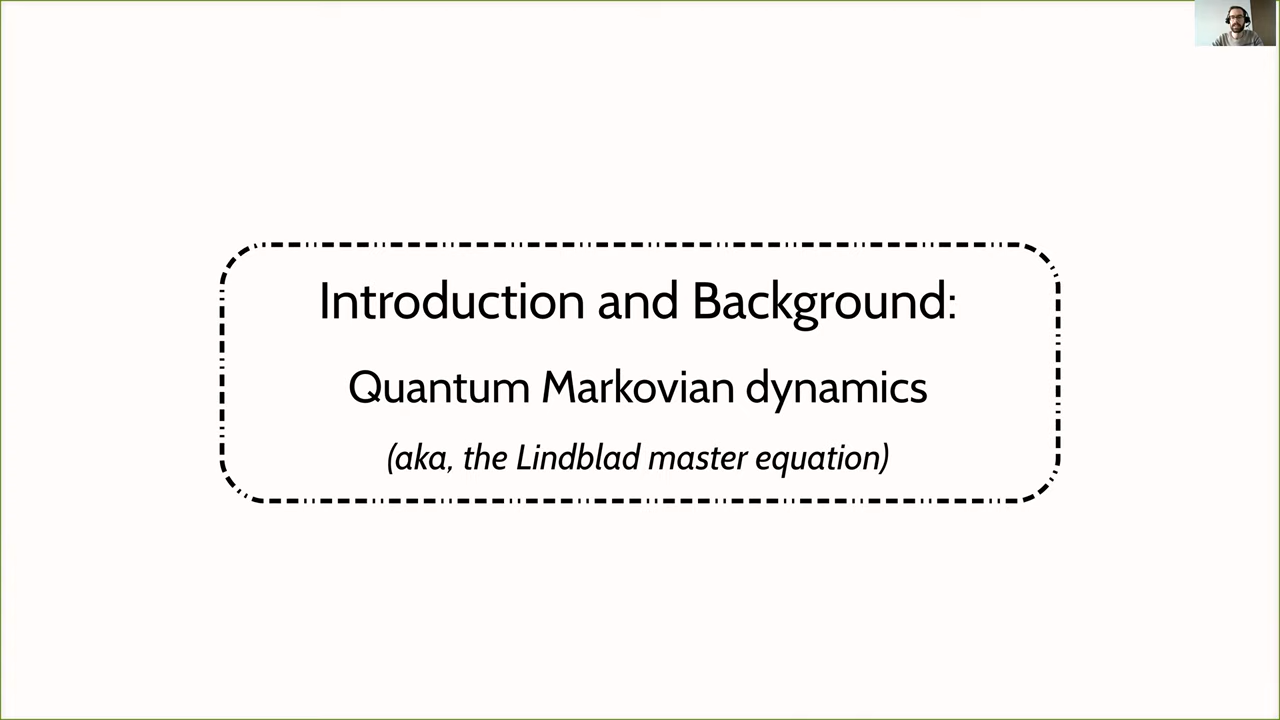 Introduction and Background:
Quantum Markovian dynamics
(aka, the Lindblad master equation)